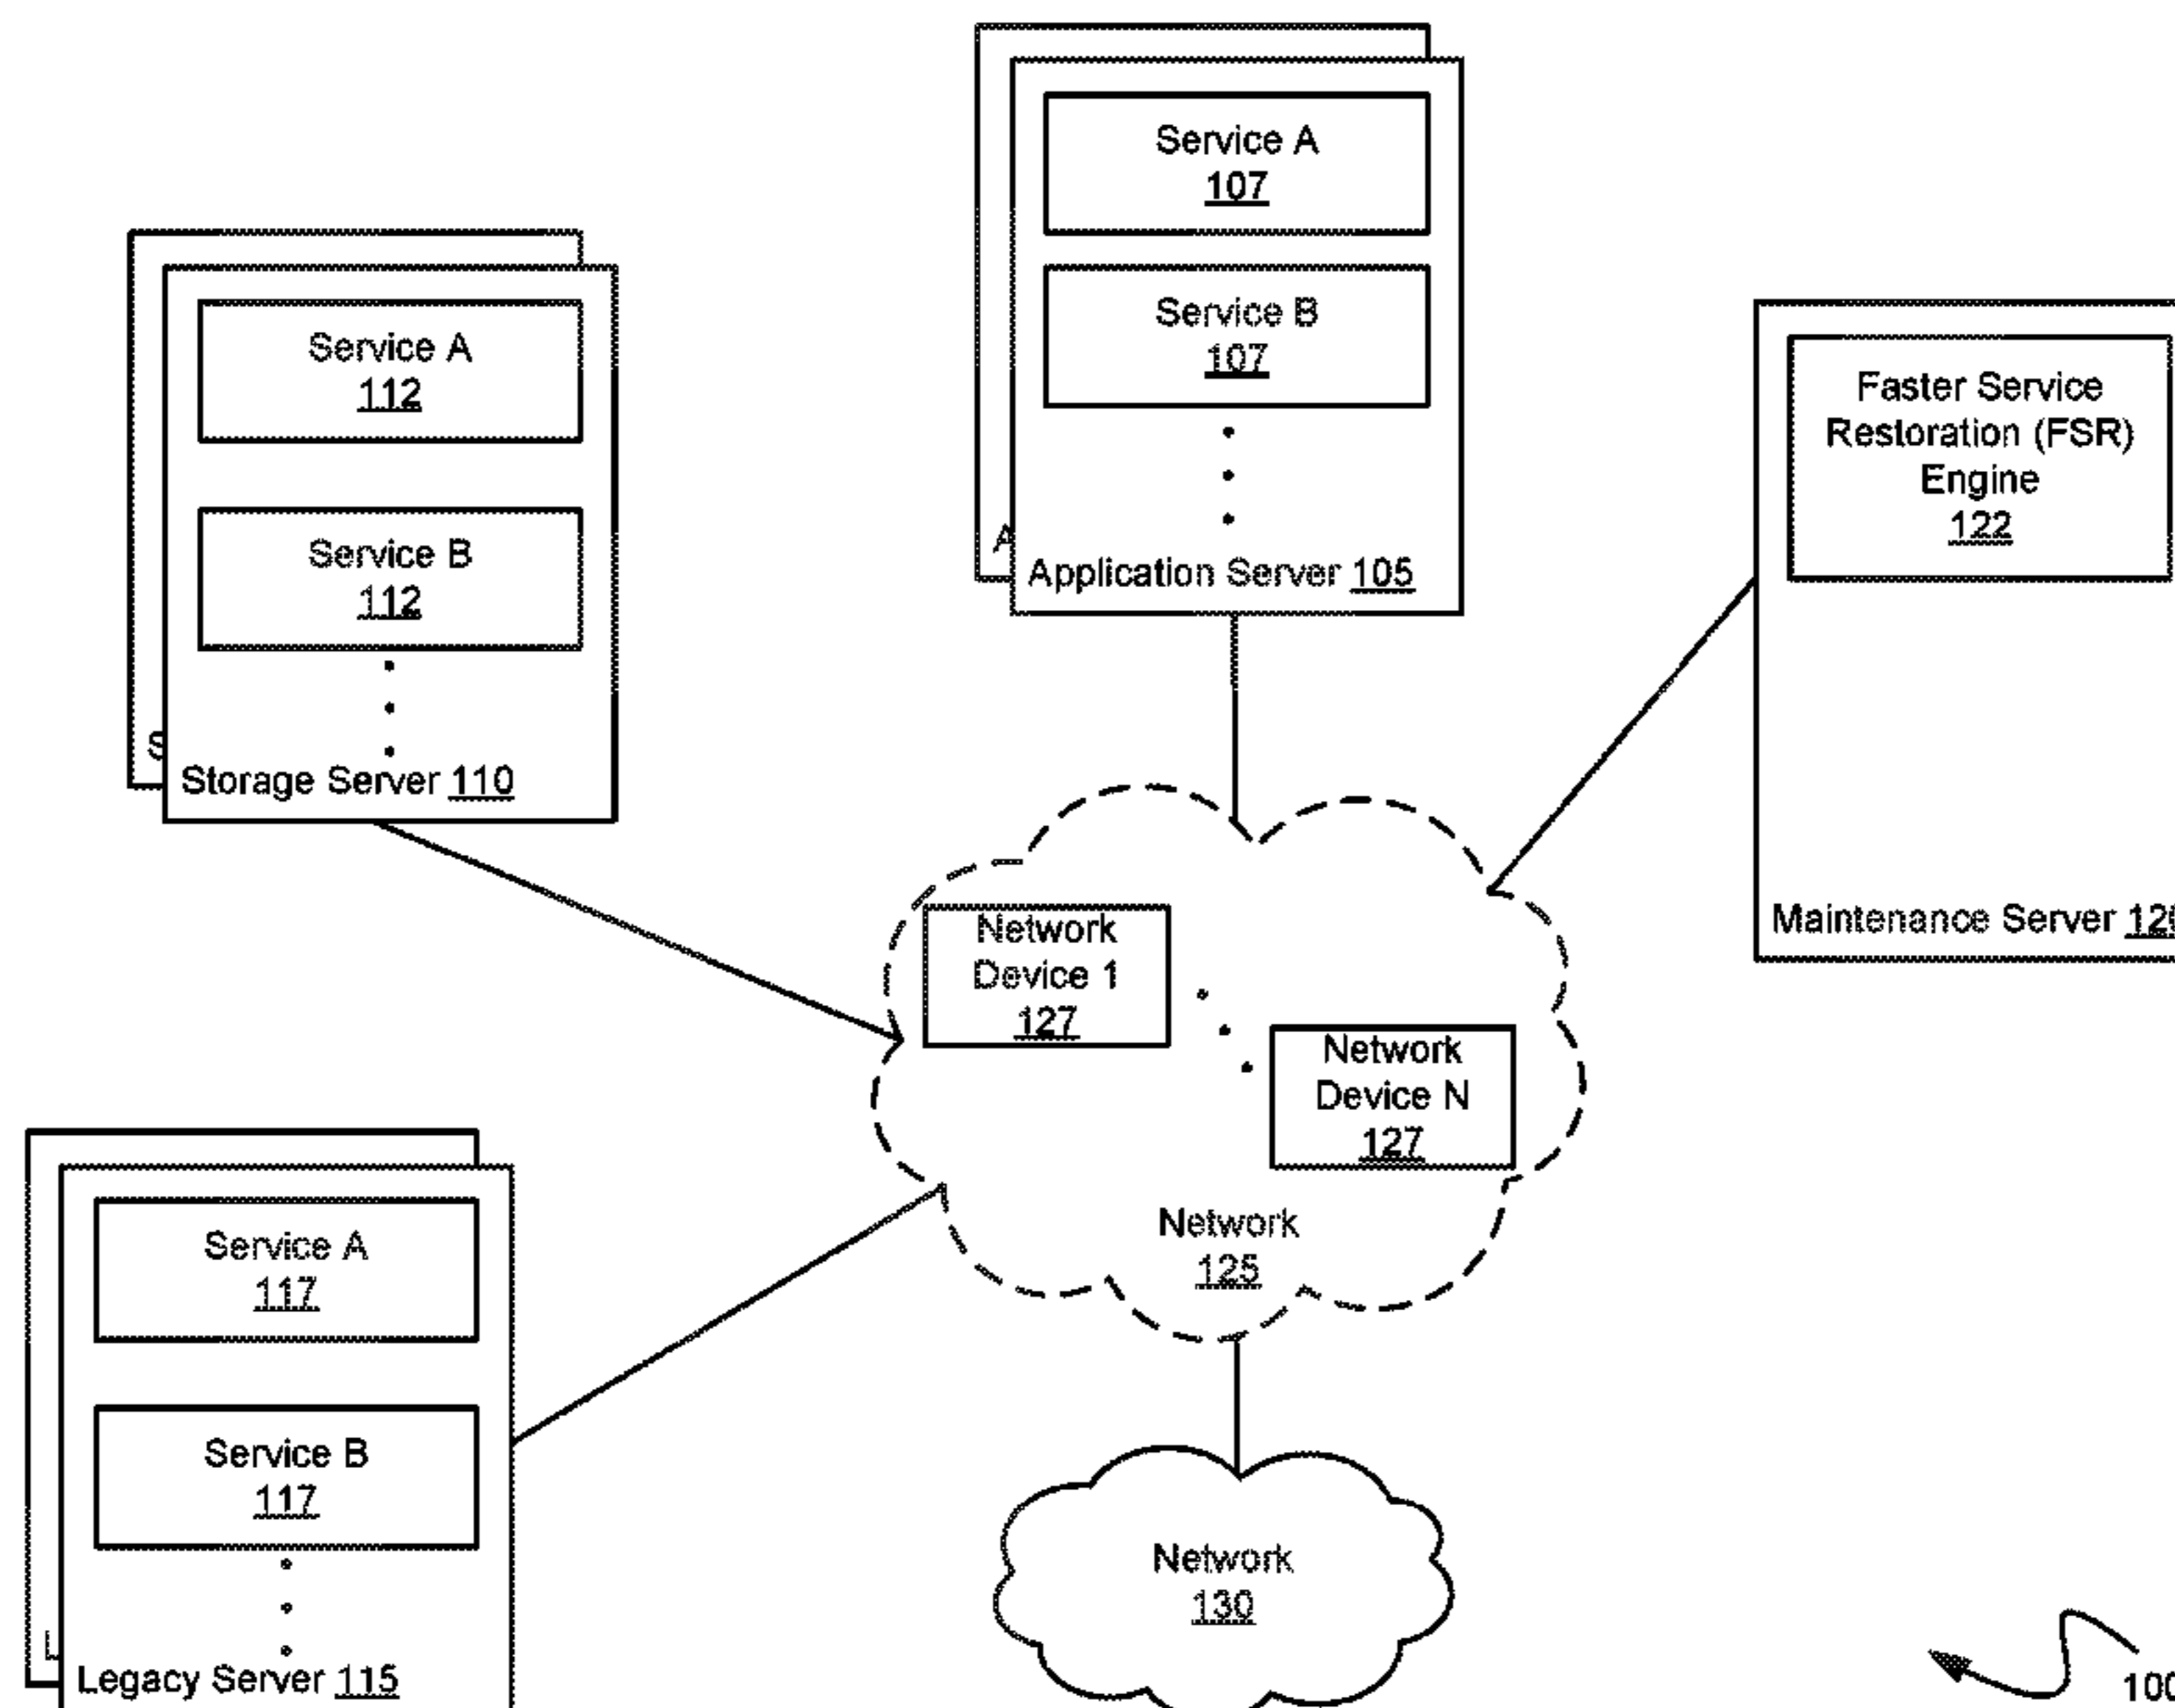 Service A
107
Service B
107
A
Application Server 105
Service A
112
Service B
112
S
Storage Server 110
Faster Service
Restoration (FSR)
Engine
122
Maintenance Server 120
Network
Device 1
127
Network
Device N
127
Network
125
Service A
117
Service B
117
L
Legacy Server 115
Network
130
100